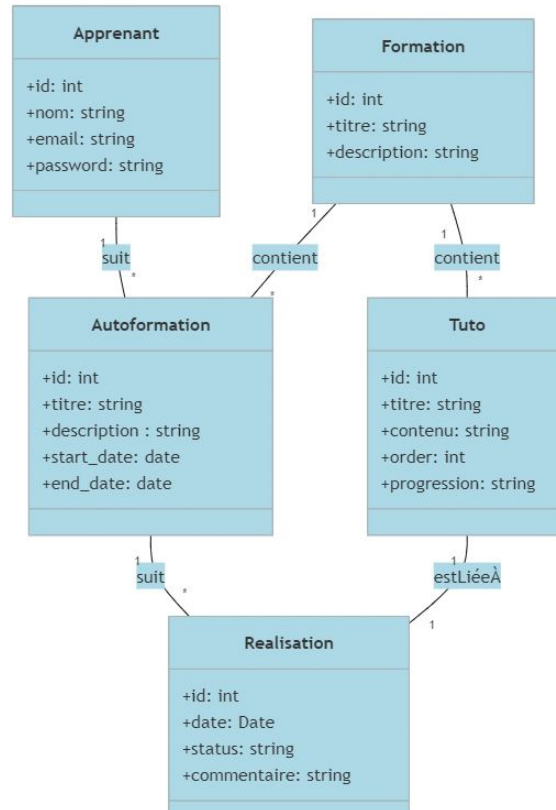 Apprenant
+id: int
+nom: string
+email: string
+password: string
Formation
+id: int
+titre: string
+description: string
1
suit
*
1
contient
*
1
contient
*
Autoformation
+id: int
+titre: string
+description : string
+start_date: date
+end_date: date
Tuto
+id: int
+titre: string
+contenu: string
+order: int
+progression: string
1
suit
*
1
estLiéeÀ
1
Realisation
+id: int
+date: Date
+status: string
+commentaire: string